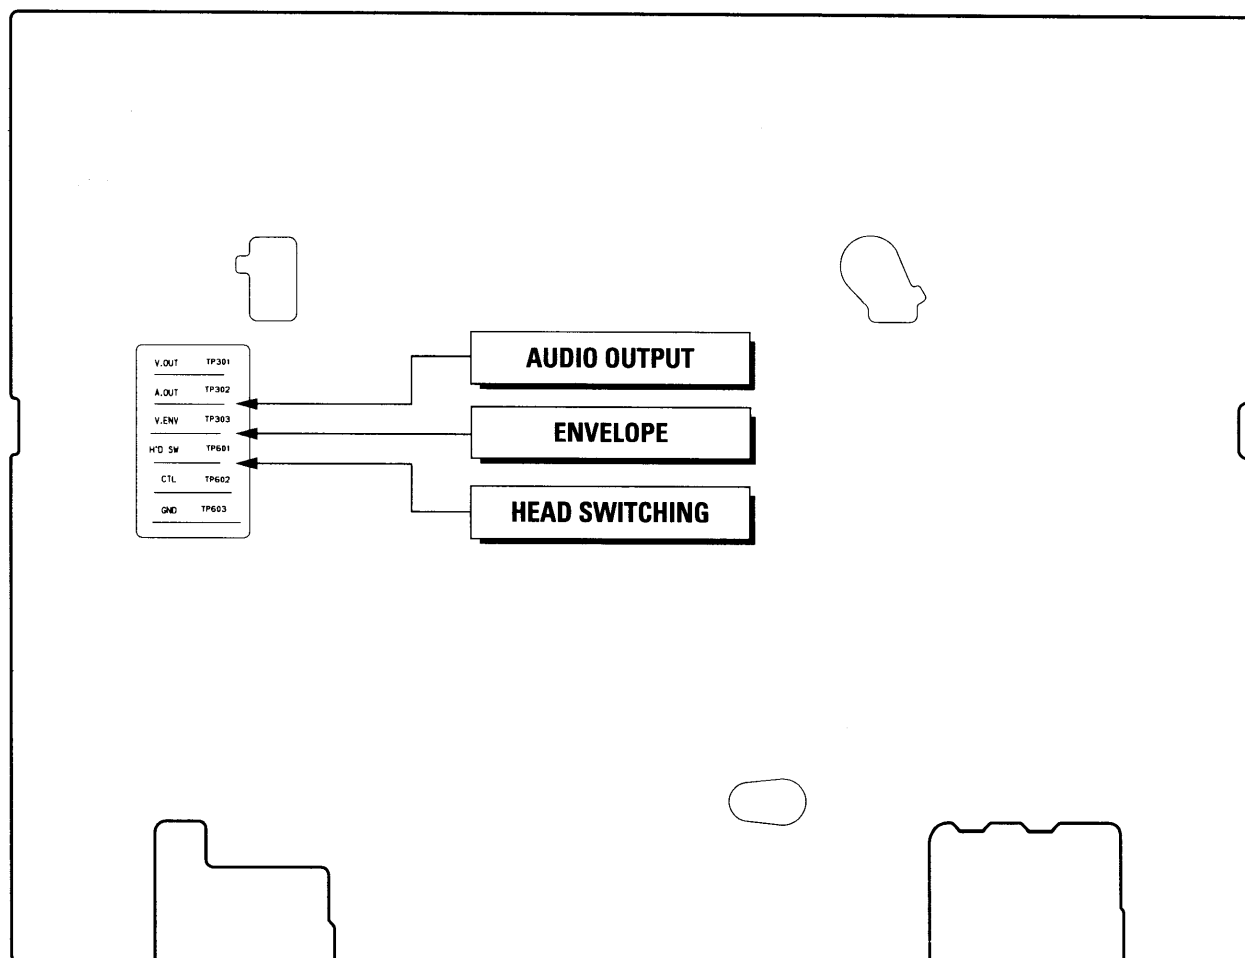 V.OUT TP301
A.OUT TP302
V.ENV TP303
H'D SW TP601
CTL TP602
GND TP603
AUDIO OUTPUT
ENVELOPE
HEAD SWITCHING